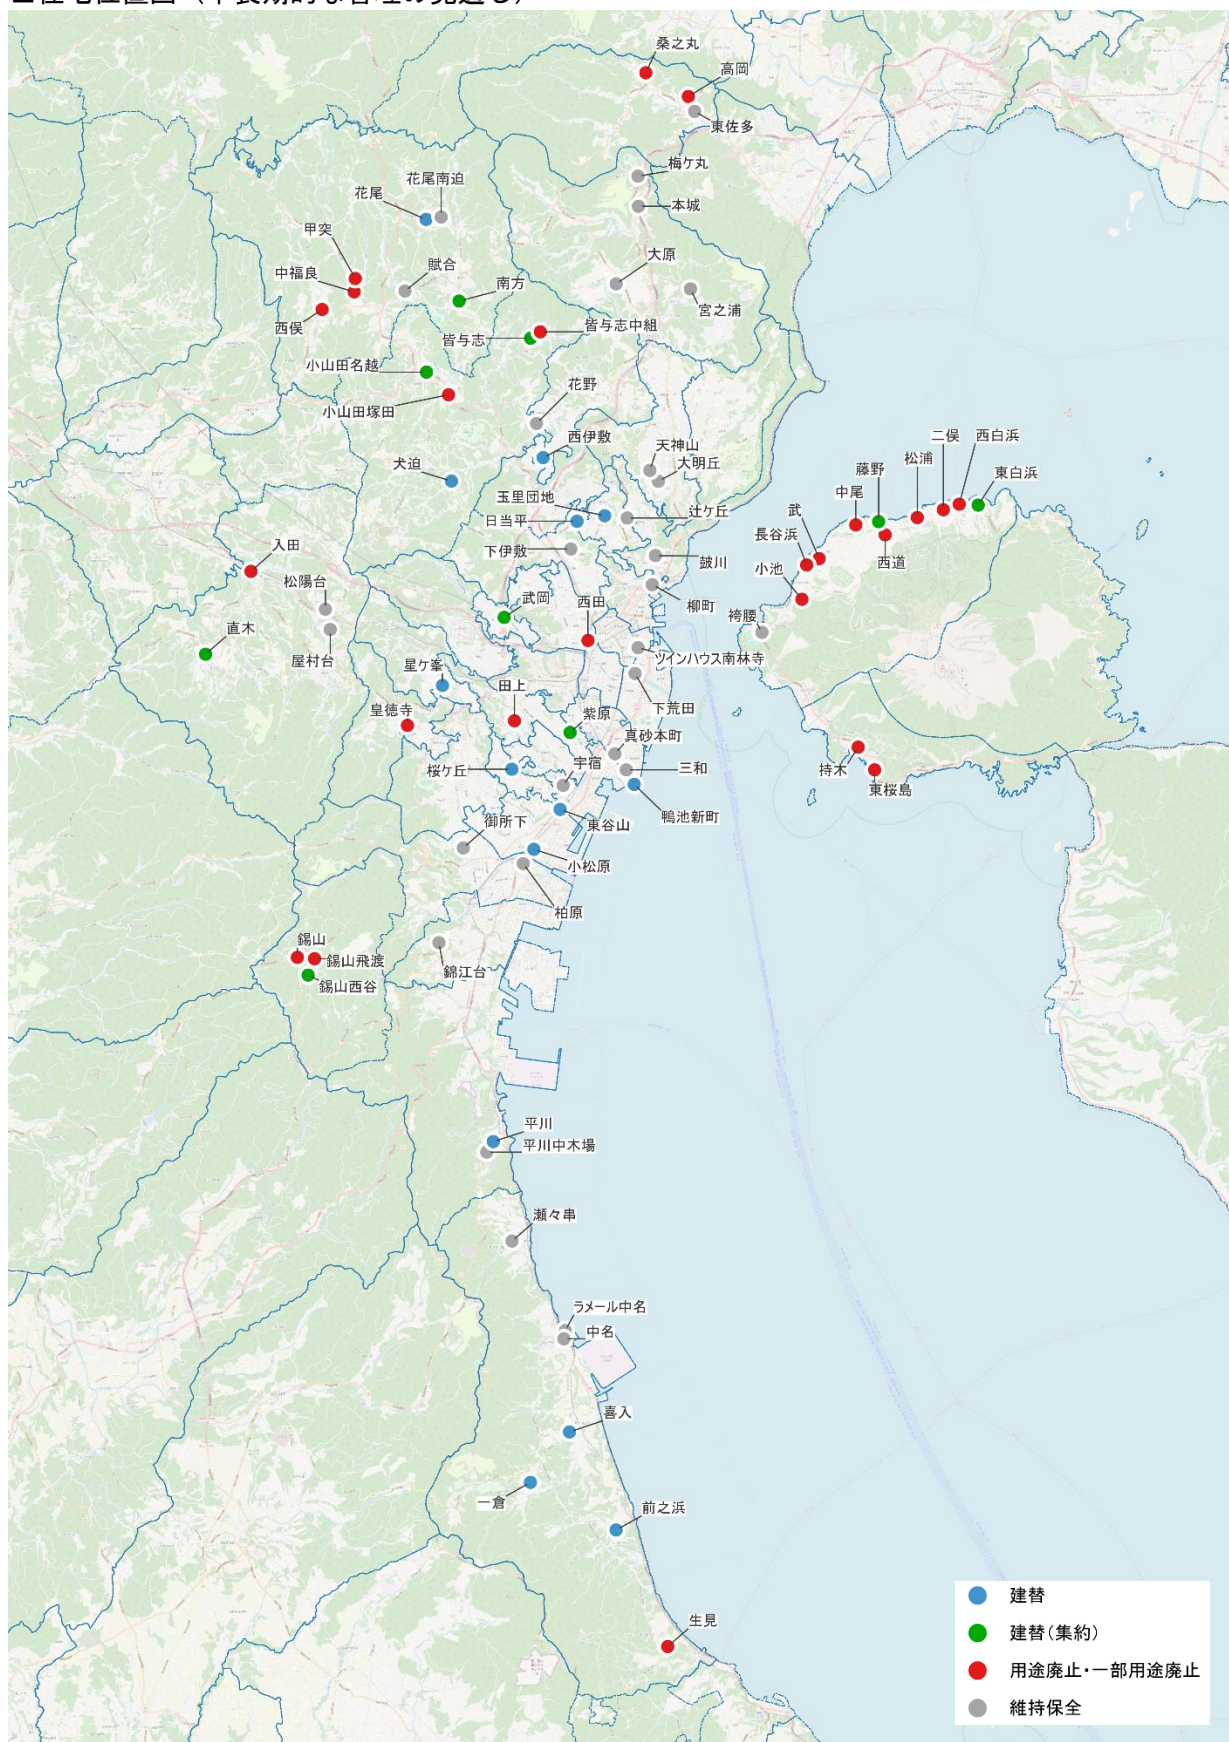 桑之丸
高岡
東佐多
梅ケ丸
本城
花尾南迫
花尾
甲突
賦合
大原
中福良
南方
宮之浦
西俣
皆与志中組
皆与志
小山田名越
花野
小山田塚田
西伊敷
天神山
大明丘
犬迫
玉里団地
辻ケ丘
日当平
下伊敷
皷川
二俣
西白浜
松浦
東白浜
藤野
中尾
武
長谷浜
西道
小池
袴腰
入田
松陽台
武岡
西田
柳町
直木
屋村台
ツインハウス南林寺
星ケ峯
田上
下荒田
皇徳寺
紫原
真砂本町
桜ケ丘
宇宿
三和
持木
東桜島
鴨池新町
御所下
東谷山
小松原
柏原
錫山
錫山飛渡
錫山西谷
錦江台
平川
平川中木場
瀬々串
ラメール中名
中名
喜入
一倉
前之浜
生見
建替
建替(集約)
用途廃止・一部用途廃止
維持保全